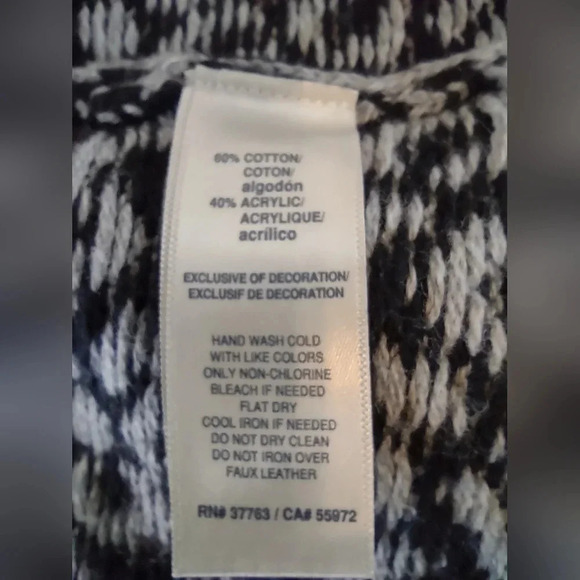 60% COTTON/
COTON/
algodón
40% ACRYLIC/
ACRYLIQUE/
acrílico
EXCLUSIVE OF DECORATION/
EXCLUSIF DE DECORATION
HAND WASH COLD
WITH LIKE COLORS
ONLY NON-CHLORINE
BLEACH IF NEEDED
FLAT DRY
COOL IRON IF NEEDED
DO NOT DRY CLEAN
DO NOT IRON OVER
FAUX LEATHER
RN# 37763 / CA# 55972